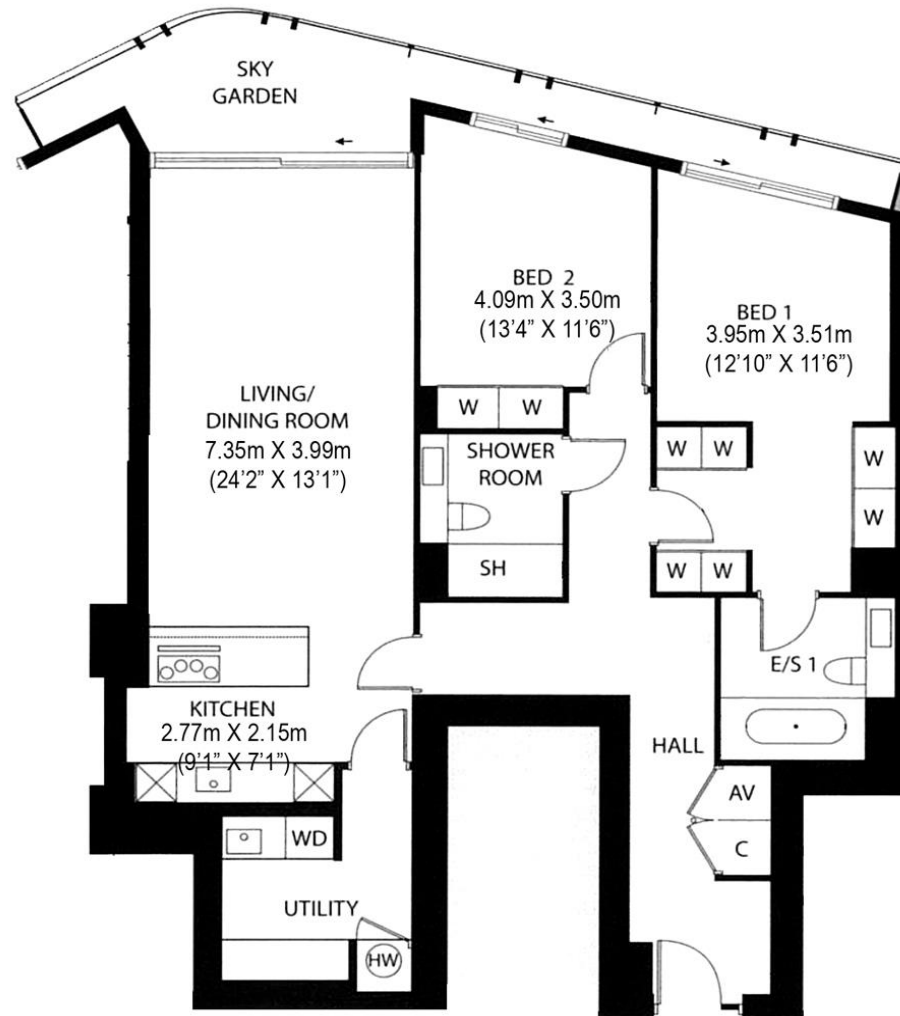 SKY
GARDEN
BED 2
4.09m X 3.50m
(13'4" X 11'6")
BED 1
3.95m X 3.51m
(12'10" X 11'6")
LIVING/
DINING ROOM
7.35m X 3.99m
(24'2" X 13'1")
W
W
SHOWER
ROOM
SH
W
W
W
W
W
W
E/S 1
KITCHEN
2.77m X 2.15m
(9'1" X 7'1")
HALL
AV
C
WD
UTILITY
HW